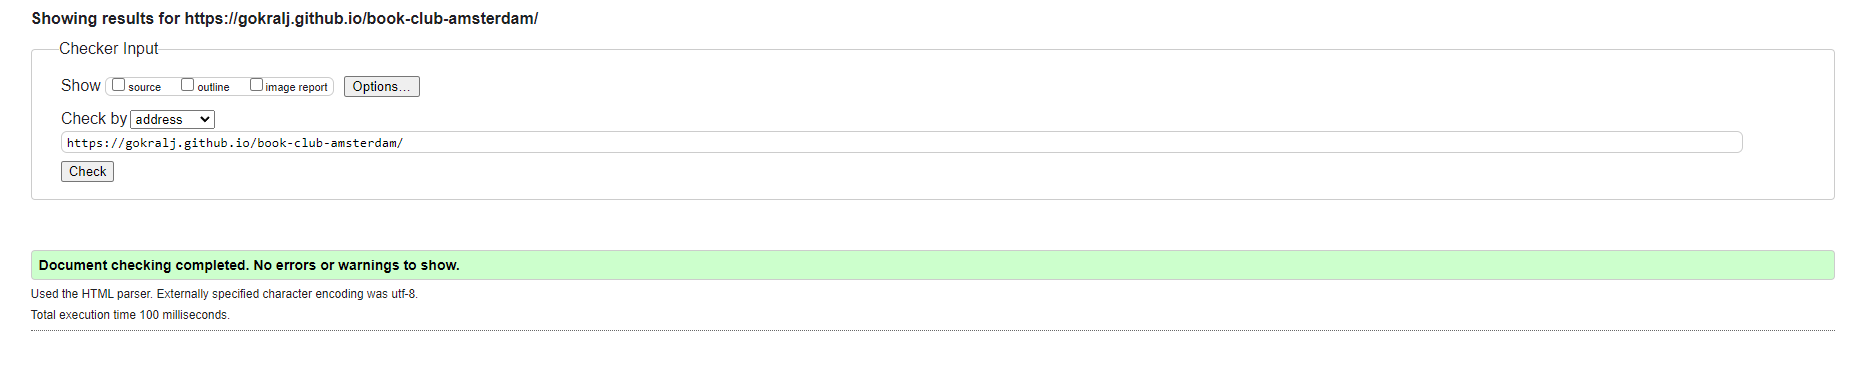 Showing results for https://gokralj.github.io/book-club-amsterdam/
Checker Input
Show source outline image report Options...
Check by address
https://gokralj.github.io/book-club-amsterdam/
Check
Document checking completed. No errors or warnings to show.
Used the HTML parser. Externally specified character encoding was utf-8.
Total execution time 100 milliseconds.